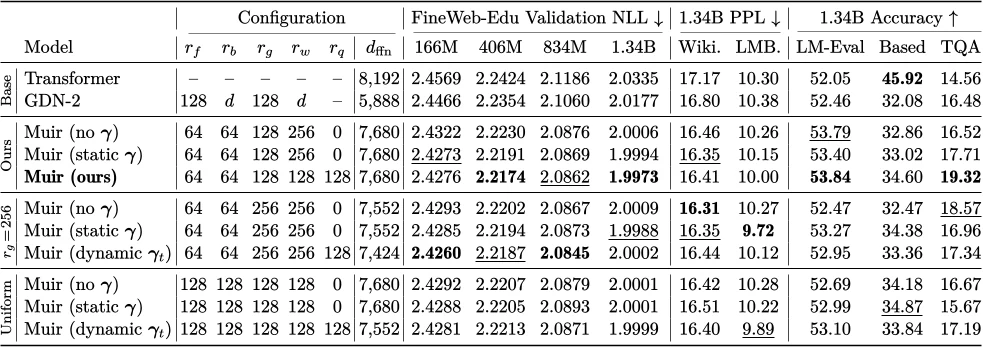 Configuration FineWeb-Edu Validation NLL ↓ 1.34B PPL ↓ 1.34B Accuracy ↑
Model r_f r_b r_g r_w r_q d_ffn 166M 406M 834M 1.34B Wiki. LMB. LM-Eval Based TQA
Base
Transformer – – – – – 8,192 2.4569 2.2424 2.1186 2.0335 17.17 10.30 52.05 45.92 14.56
GDN-2 128 d 128 d – 5,888 2.4466 2.2354 2.1060 2.0177 16.80 10.38 52.46 32.08 16.48
Ours
Muir (no γ) 64 64 128 256 0 7,680 2.4322 2.2230 2.0876 2.0006 16.46 10.26 53.79 32.86 16.52
Muir (static γ) 64 64 128 256 0 7,680 2.4273 2.2191 2.0869 1.9994 16.35 10.15 53.40 33.02 17.71
Muir (ours) 64 64 128 128 128 7,680 2.4276 2.2174 2.0862 1.9973 16.41 10.00 53.84 34.60 19.32
r_g = 256
Muir (no γ) 64 64 256 256 0 7,552 2.4293 2.2202 2.0867 2.0009 16.31 10.27 52.47 32.47 18.57
Muir (static γ) 64 64 256 256 0 7,552 2.4285 2.2194 2.0873 1.9988 16.35 9.72 53.27 34.38 16.96
Muir (dynamic γ_t) 64 64 256 256 128 7,424 2.4260 2.2187 2.0845 2.0002 16.44 10.12 52.95 33.36 17.34
Uniform
Muir (no γ) 128 128 128 128 0 7,680 2.4292 2.2207 2.0879 2.0001 16.42 10.28 52.69 34.18 16.67
Muir (static γ) 128 128 128 128 0 7,680 2.4288 2.2205 2.0893 2.0001 16.51 10.22 52.99 34.87 15.67
Muir (dynamic γ_t) 128 128 128 128 128 7,552 2.4281 2.2213 2.0871 1.9999 16.40 9.89 53.10 33.84 17.19